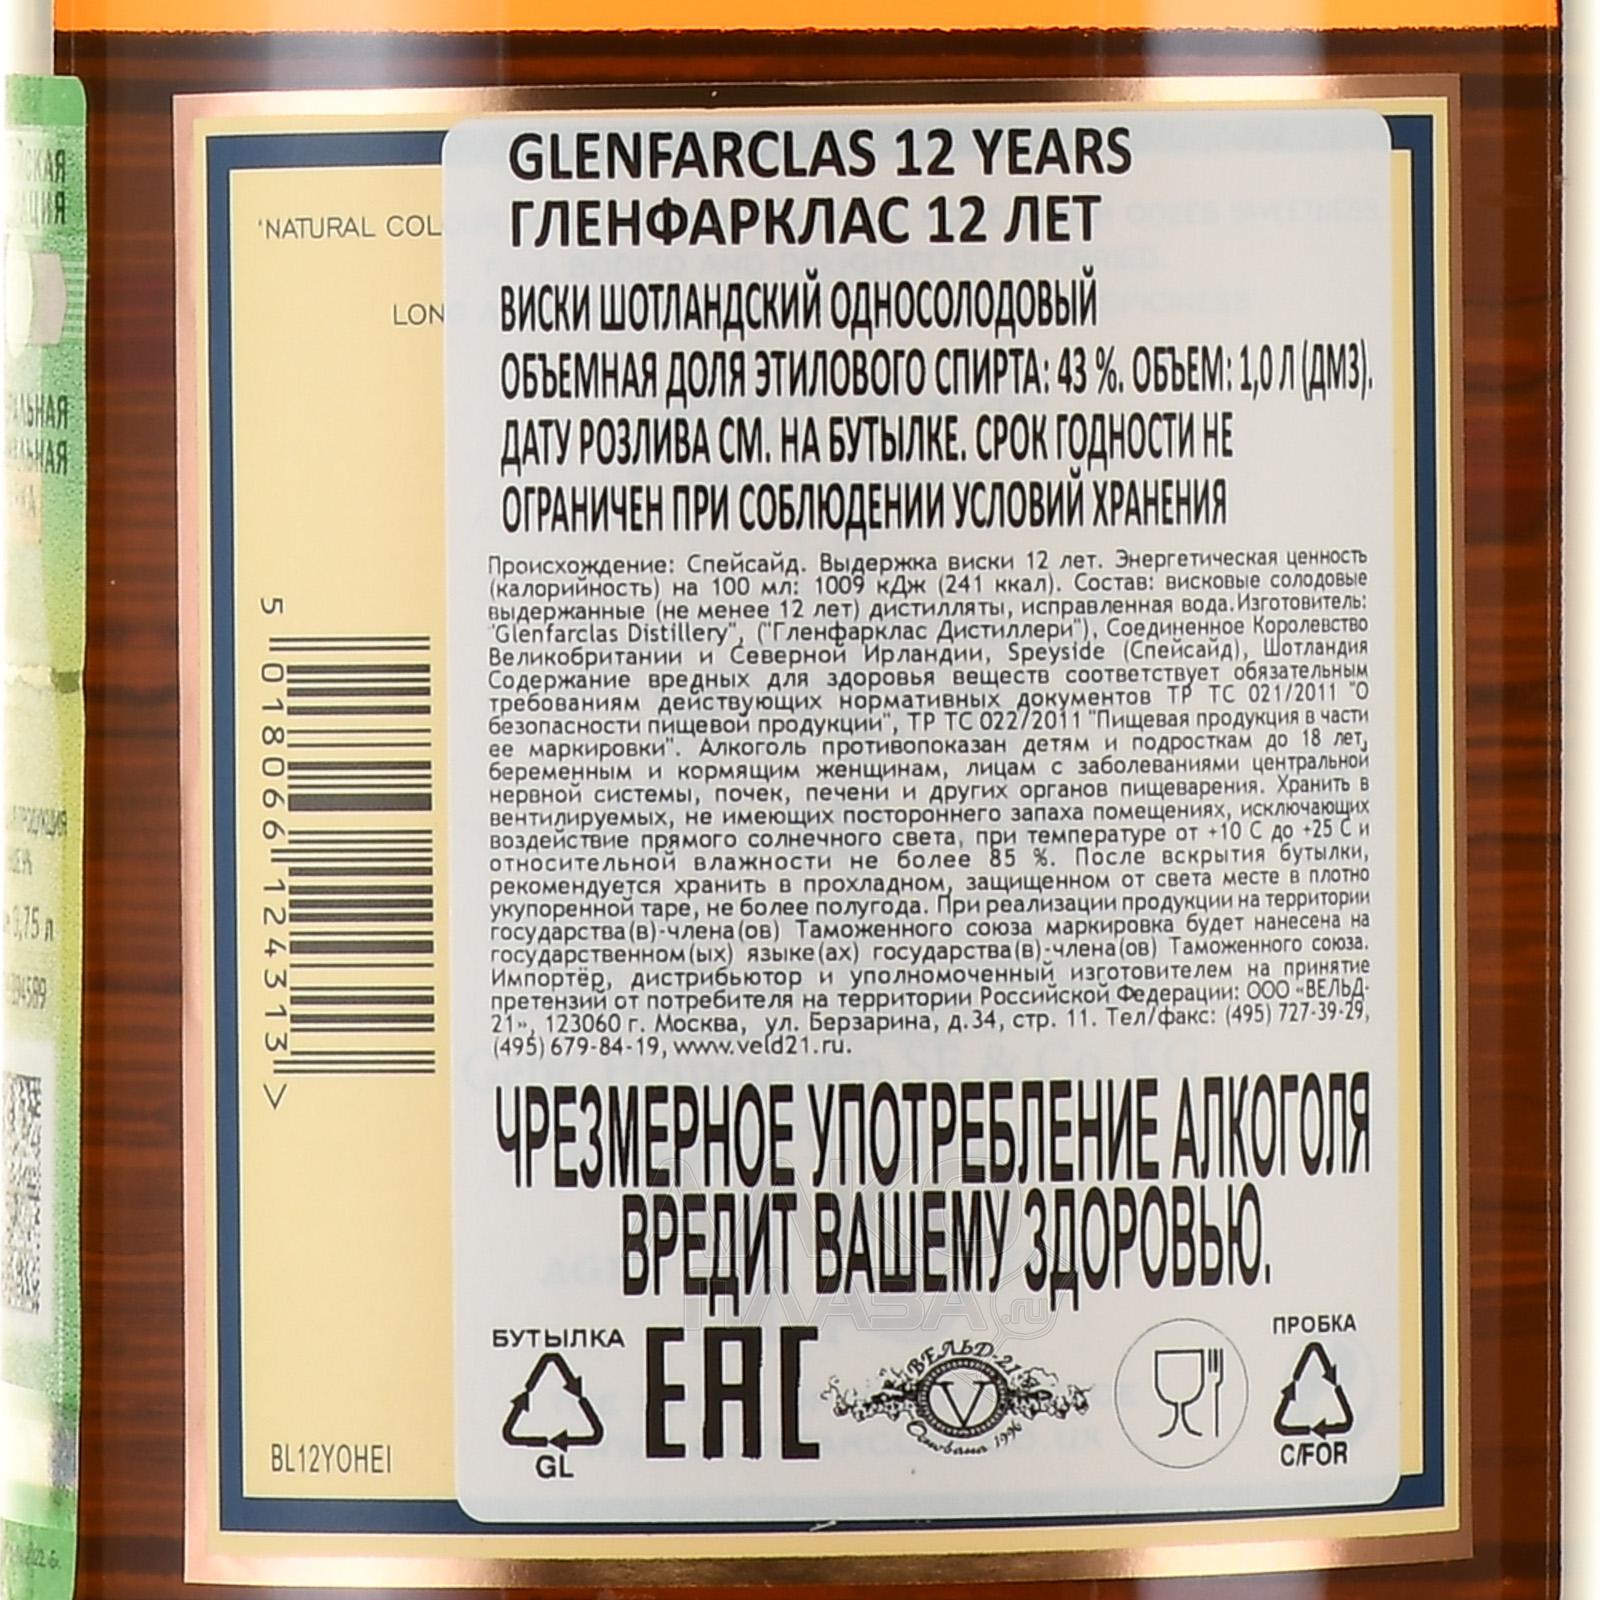 GLENFARCLAS 12 YEARS
ГЛЕНФАРКЛАС 12 ЛЕТ
ВИСКИ ШОТЛАНДСКИЙ ОДНОСОЛОДОВЫЙ
ОБЪЕМНАЯ ДОЛЯ ЭТИЛОВОГО СПИРТА: 43 %. ОБЪЕМ: 1,0 Л (ДМ3).
ДАТУ РОЗЛИВА СМ. НА БУТЫЛКЕ. СРОК ГОДНОСТИ НЕ
ОГРАНИЧЕН ПРИ СОБЛЮДЕНИИ УСЛОВИЙ ХРАНЕНИЯ
Происхождение: Спейсайд. Выдержка виски 12 лет. Энергетическая ценность
(калорийность) на 100 мл: 1009 кДж (241 ккал). Состав: висковые солодовые
выдержанные (не менее 12 лет) дистилляты, исправленная вода.Изготовитель:
"Glenfarclas Distillery", ("Гленфарклас Дистиллери"), Соединенное Королевство
Великобритании и Северной Ирландии, Speyside (Спейсайд), Шотландия
Содержание вредных для здоровья веществ соответствует обязательным
требованиям действующих нормативных документов ТР ТС 021/2011 "О
безопасности пищевой продукции", ТР ТС 022/2011 "Пищевая продукция в части
ее маркировки". Алкоголь противопоказан детям и подросткам до 18 лет,
беременным и кормящим женщинам, лицам с заболеваниями центральной
нервной системы, почек, печени и других органов пищеварения. Хранить в
вентилируемых, не имеющих постороннего запаха помещениях, исключающих
воздействие прямого солнечного света, при температуре от +10 С до +25 С и
относительной влажности не более 85 %. После вскрытия бутылки,
рекомендуется хранить в прохладном, защищенном от света месте в плотно
укупоренной таре, не более полугода. При реализации продукции на территории
государства(в)-члена(ов) Таможенного союза маркировка будет нанесена на
государственном(ых) языке(ах) государства(в)-члена(ов) Таможенного союза.
Импортёр, дистрибьютор и уполномоченный изготовителем на принятие
претензий от потребителя на территории Российской Федерации: ООО «ВЕЛЬД-
21», 123060 г. Москва, ул. Берзарина, д.34, стр. 11. Тел/факс: (495) 727-39-29,
(495) 679-84-19, www.veld21.ru.
ЧРЕЗМЕРНОЕ УПОТРЕБЛЕНИЕ АЛКОГОЛЯ
ВРЕДИТ ВАШЕМУ ЗДОРОВЬЮ.
БУТЫЛКА
GL
EAC
ВЕЛЬД-21
V
Основана 1996
ПРОБКА
C/FOR
АЛКО
ПЛАЗА.ru
'NATURAL
LONG
5 018066 124313 >
BL12YOHEI
0,75 л